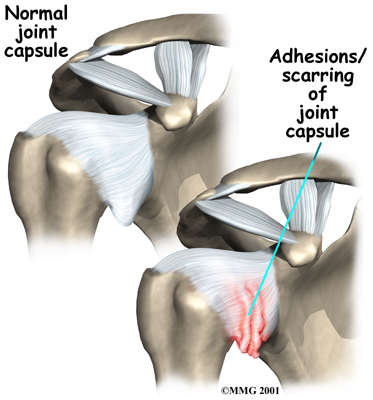 Normal
joint
capsule
Adhesions/
scarring
of
joint
capsule
©MMG 2001